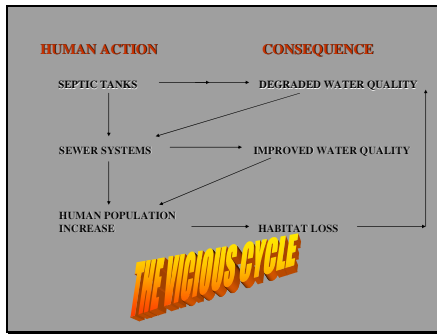 HUMAN ACTION CONSEQUENCE
SEPTIC TANKS DEGRADED WATER QUALITY
SEWER SYSTEMS IMPROVED WATER QUALITY
HUMAN POPULATION
INCREASE HABITAT LOSS
THE VICIOUS CYCLE